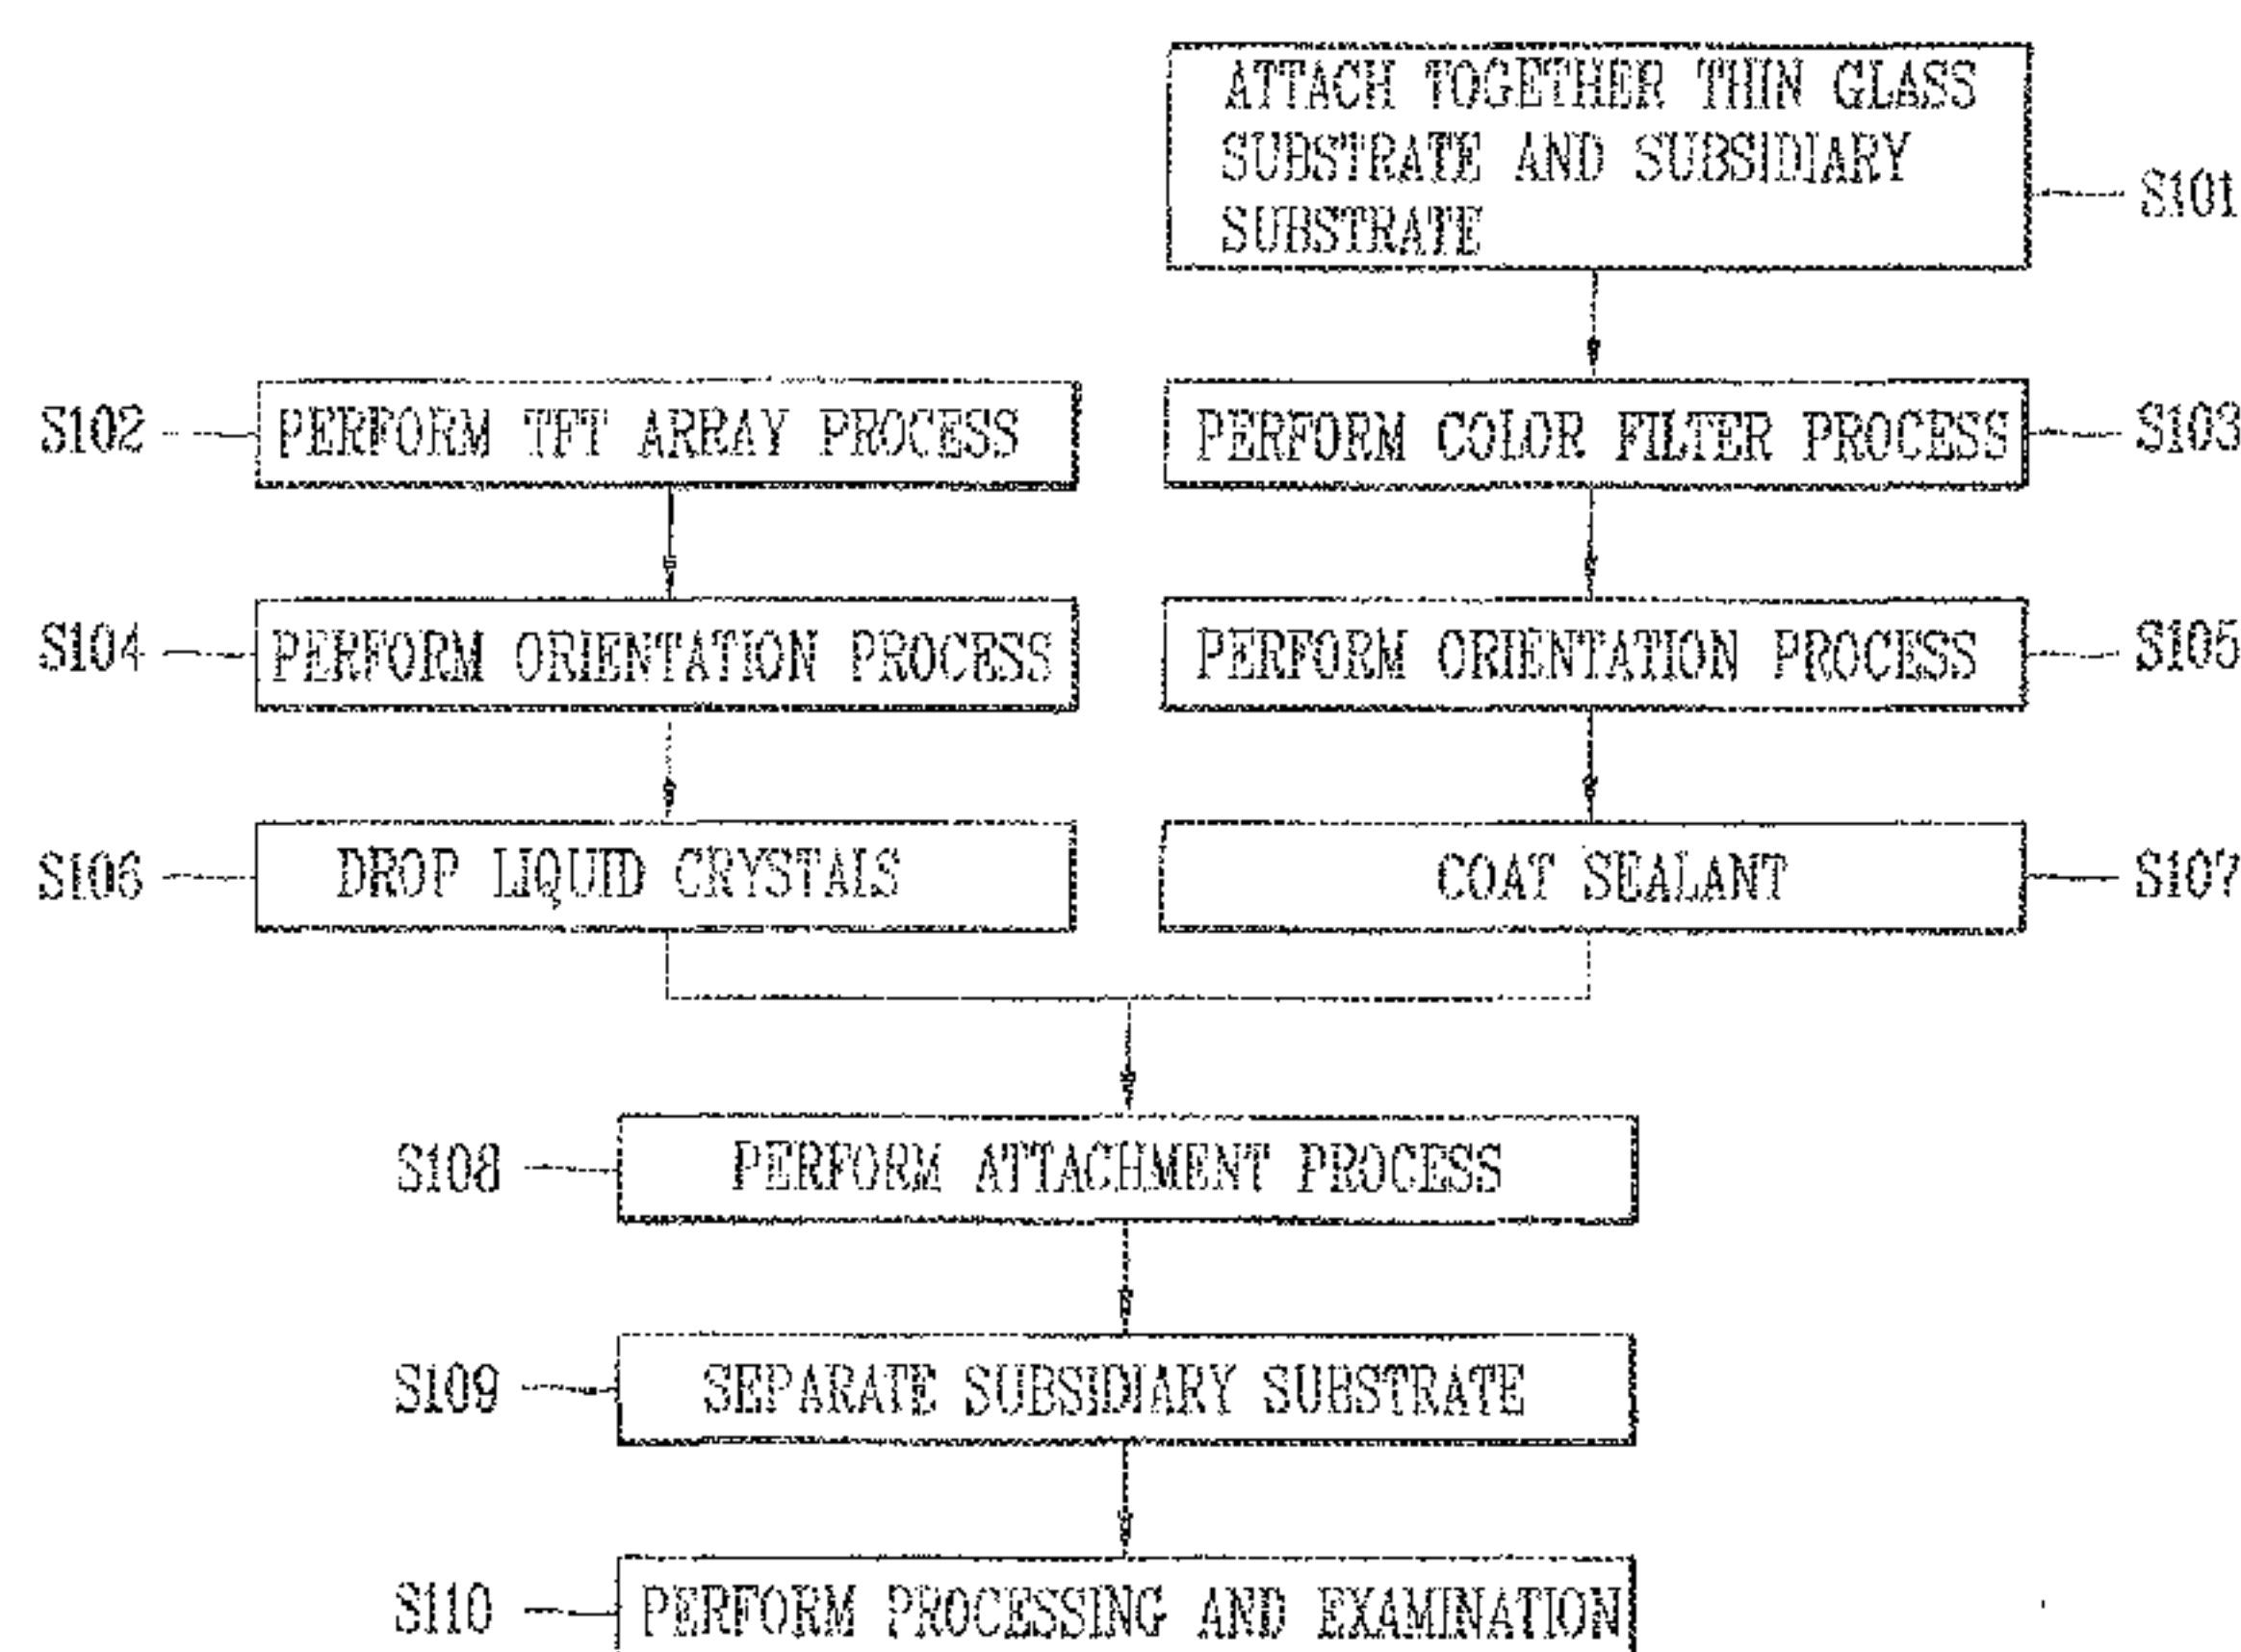 ATTACH TOGETHER THIN GLASS
SUBSTRATE AND SUBSIDIARY
SUBSTRATE
S101
S102
PERFORM TFT ARRAY PROCESS
PERFORM COLOR FILTER PROCESS
S103
S104
PERFORM ORIENTATION PROCESS
PERFORM ORIENTATION PROCESS
S105
S106
DROP LIQUID CRYSTALS
COAT SEALANT
S107
S108
PERFORM ATTACHMENT PROCESS
S109
SEPARATE SUBSIDIARY SUBSTRATE
S110
PERFORM PROCESSING AND EXAMINATION